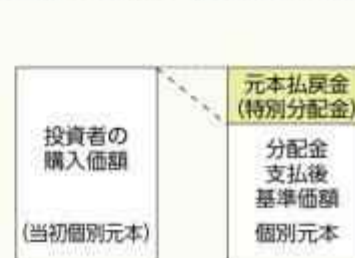 投資者の
購入価額
(当初個別元本)
元本払戻金
(特別分配金)
分配金
支払後
基準価額
個別元本